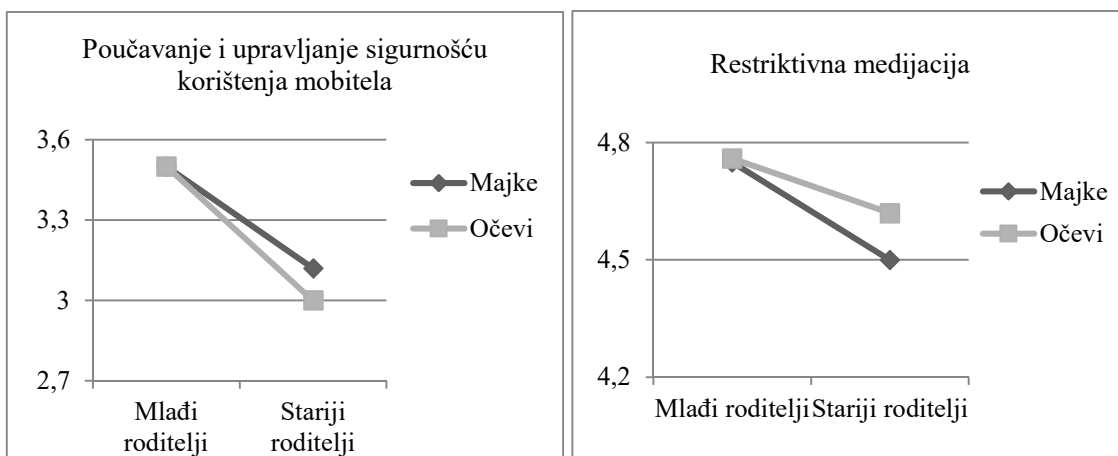 Poučavanje i upravljanje sigurnošću
korištenja mobitela
3,6
3,3
3
2,7
Mlađi
roditelji
Stariji
roditelji
Majke
Očevi
Restriktivna medijacija
4,8
4,5
4,2
Mlađi roditelji
Stariji roditelji
Majke
Očevi